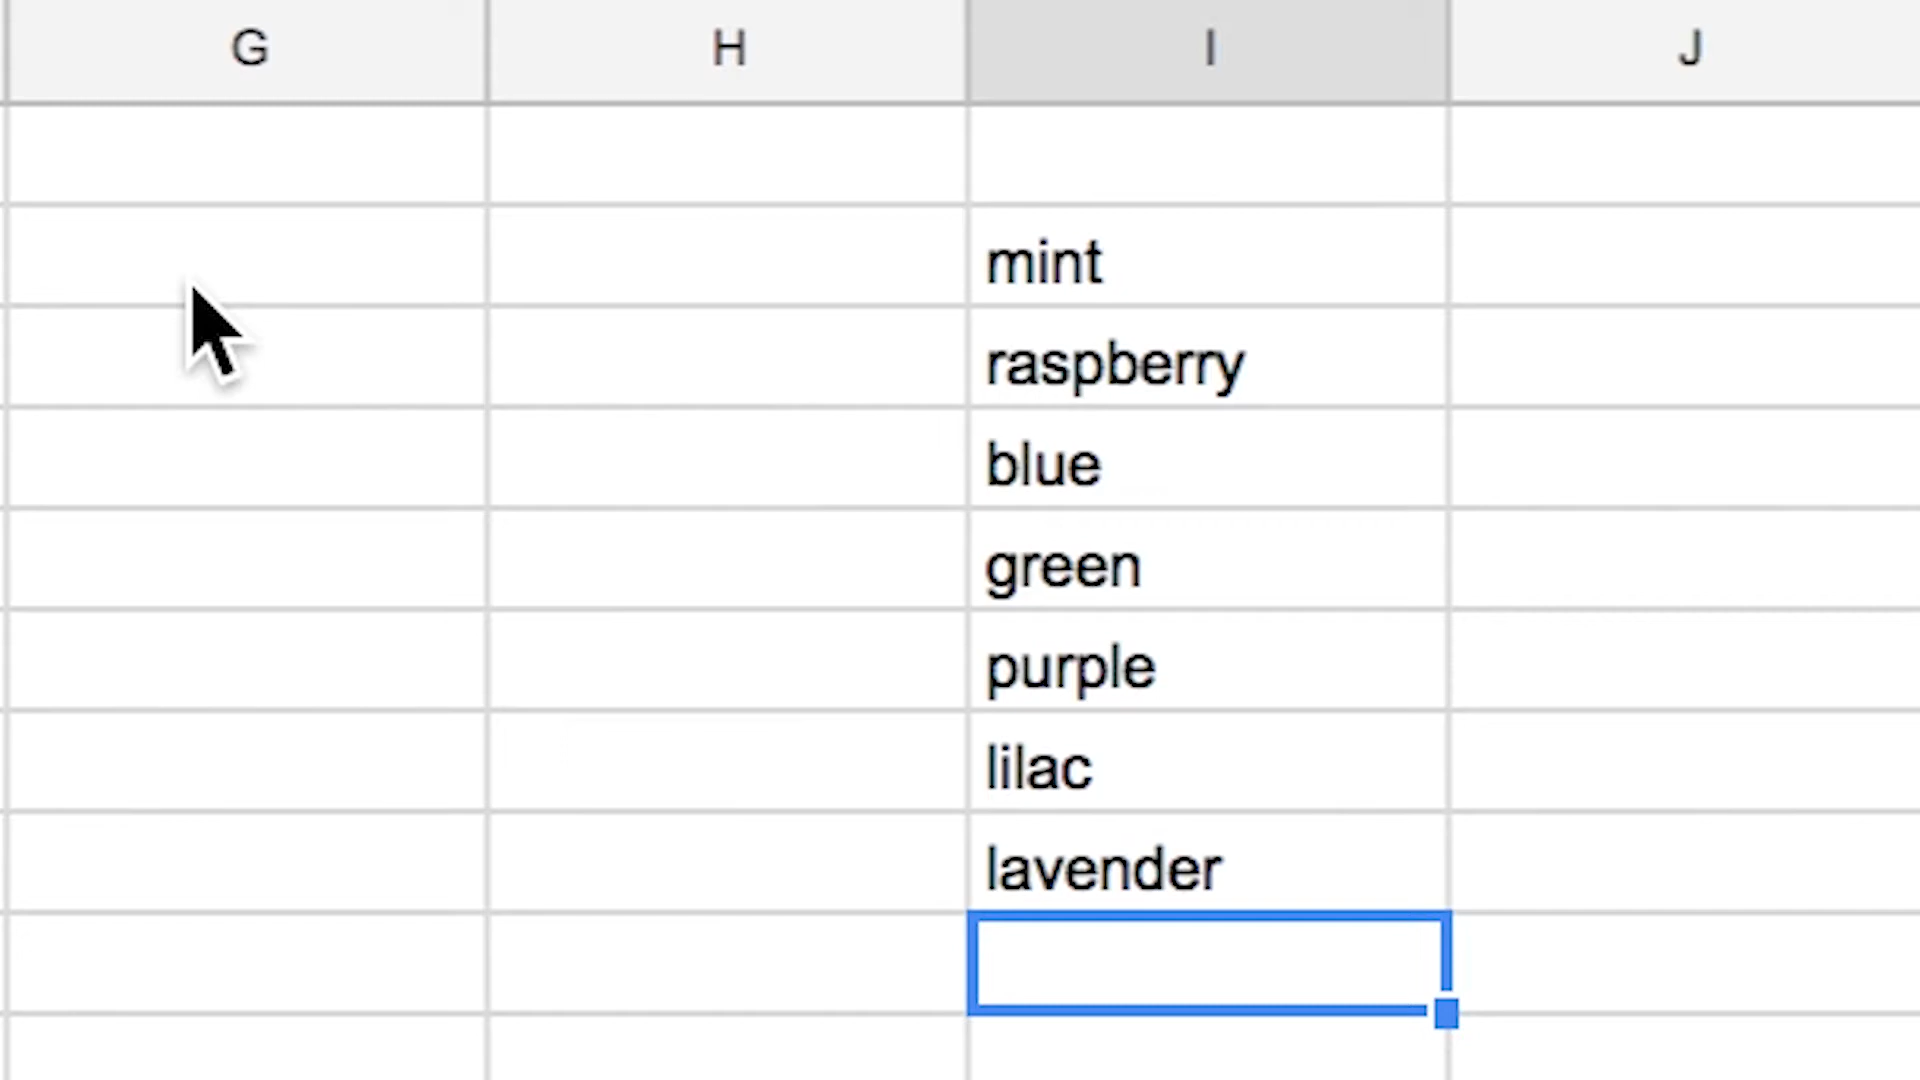 G H I J
mint
raspberry
blue
green
purple
lilac
lavender